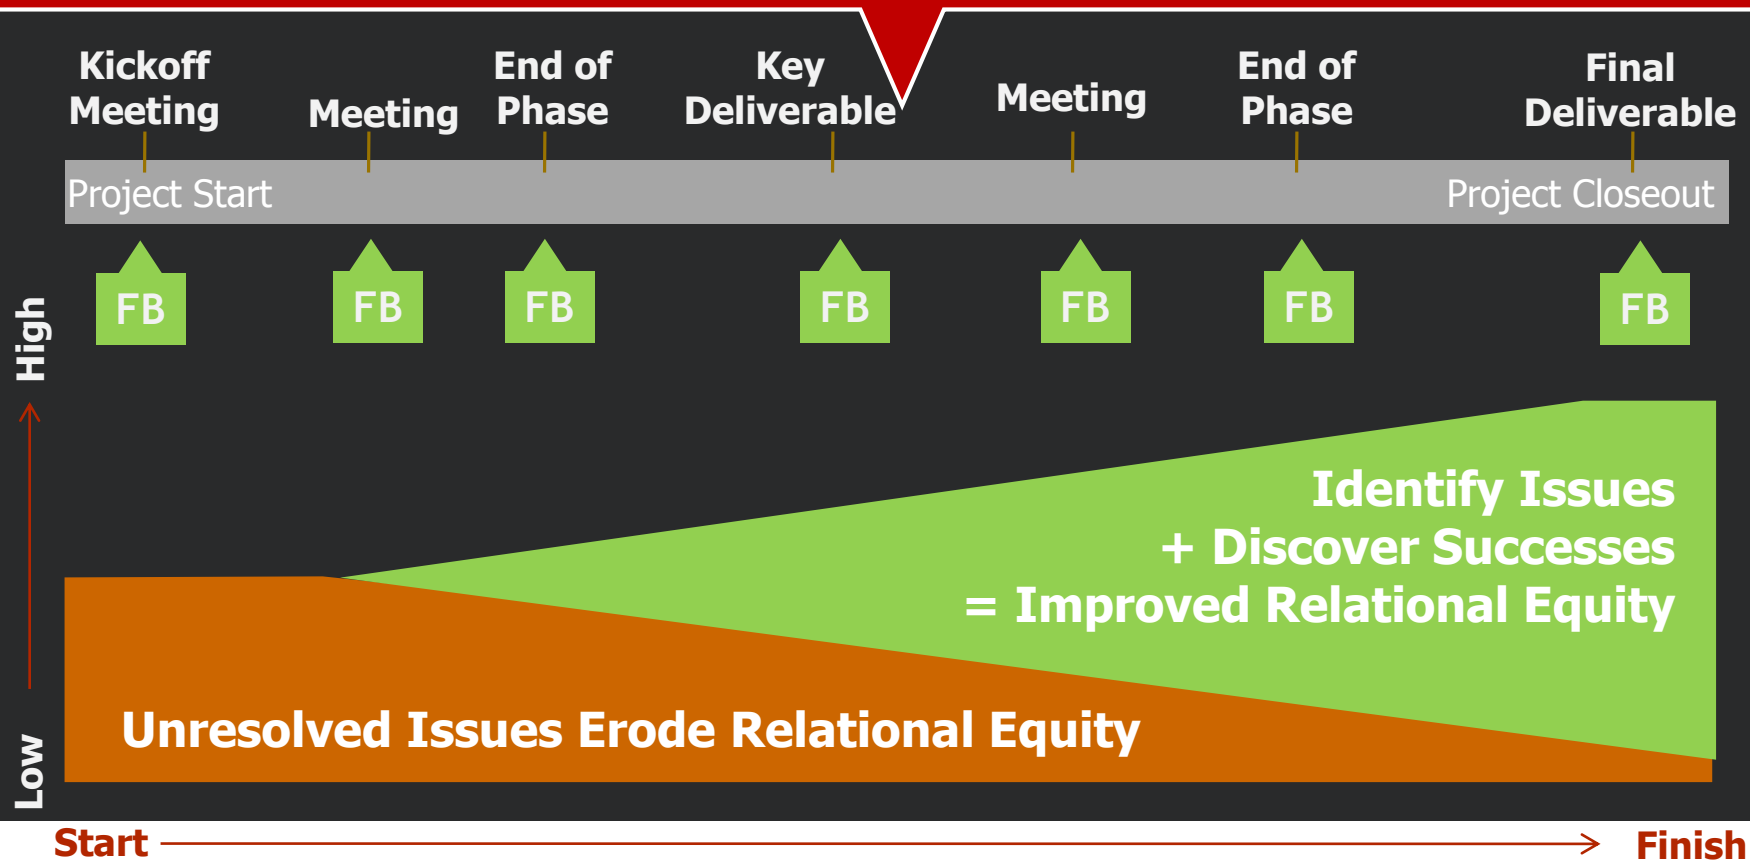 Kickoff
Meeting
Meeting
End of
Phase
Key
Deliverable
Meeting
End of
Phase
Final
Deliverable
Project Start
Project Closeout
FB
FB
FB
FB
FB
FB
FB
High
Low
Identify Issues
+ Discover Successes
= Improved Relational Equity
Unresolved Issues Erode Relational Equity
Start
Finish